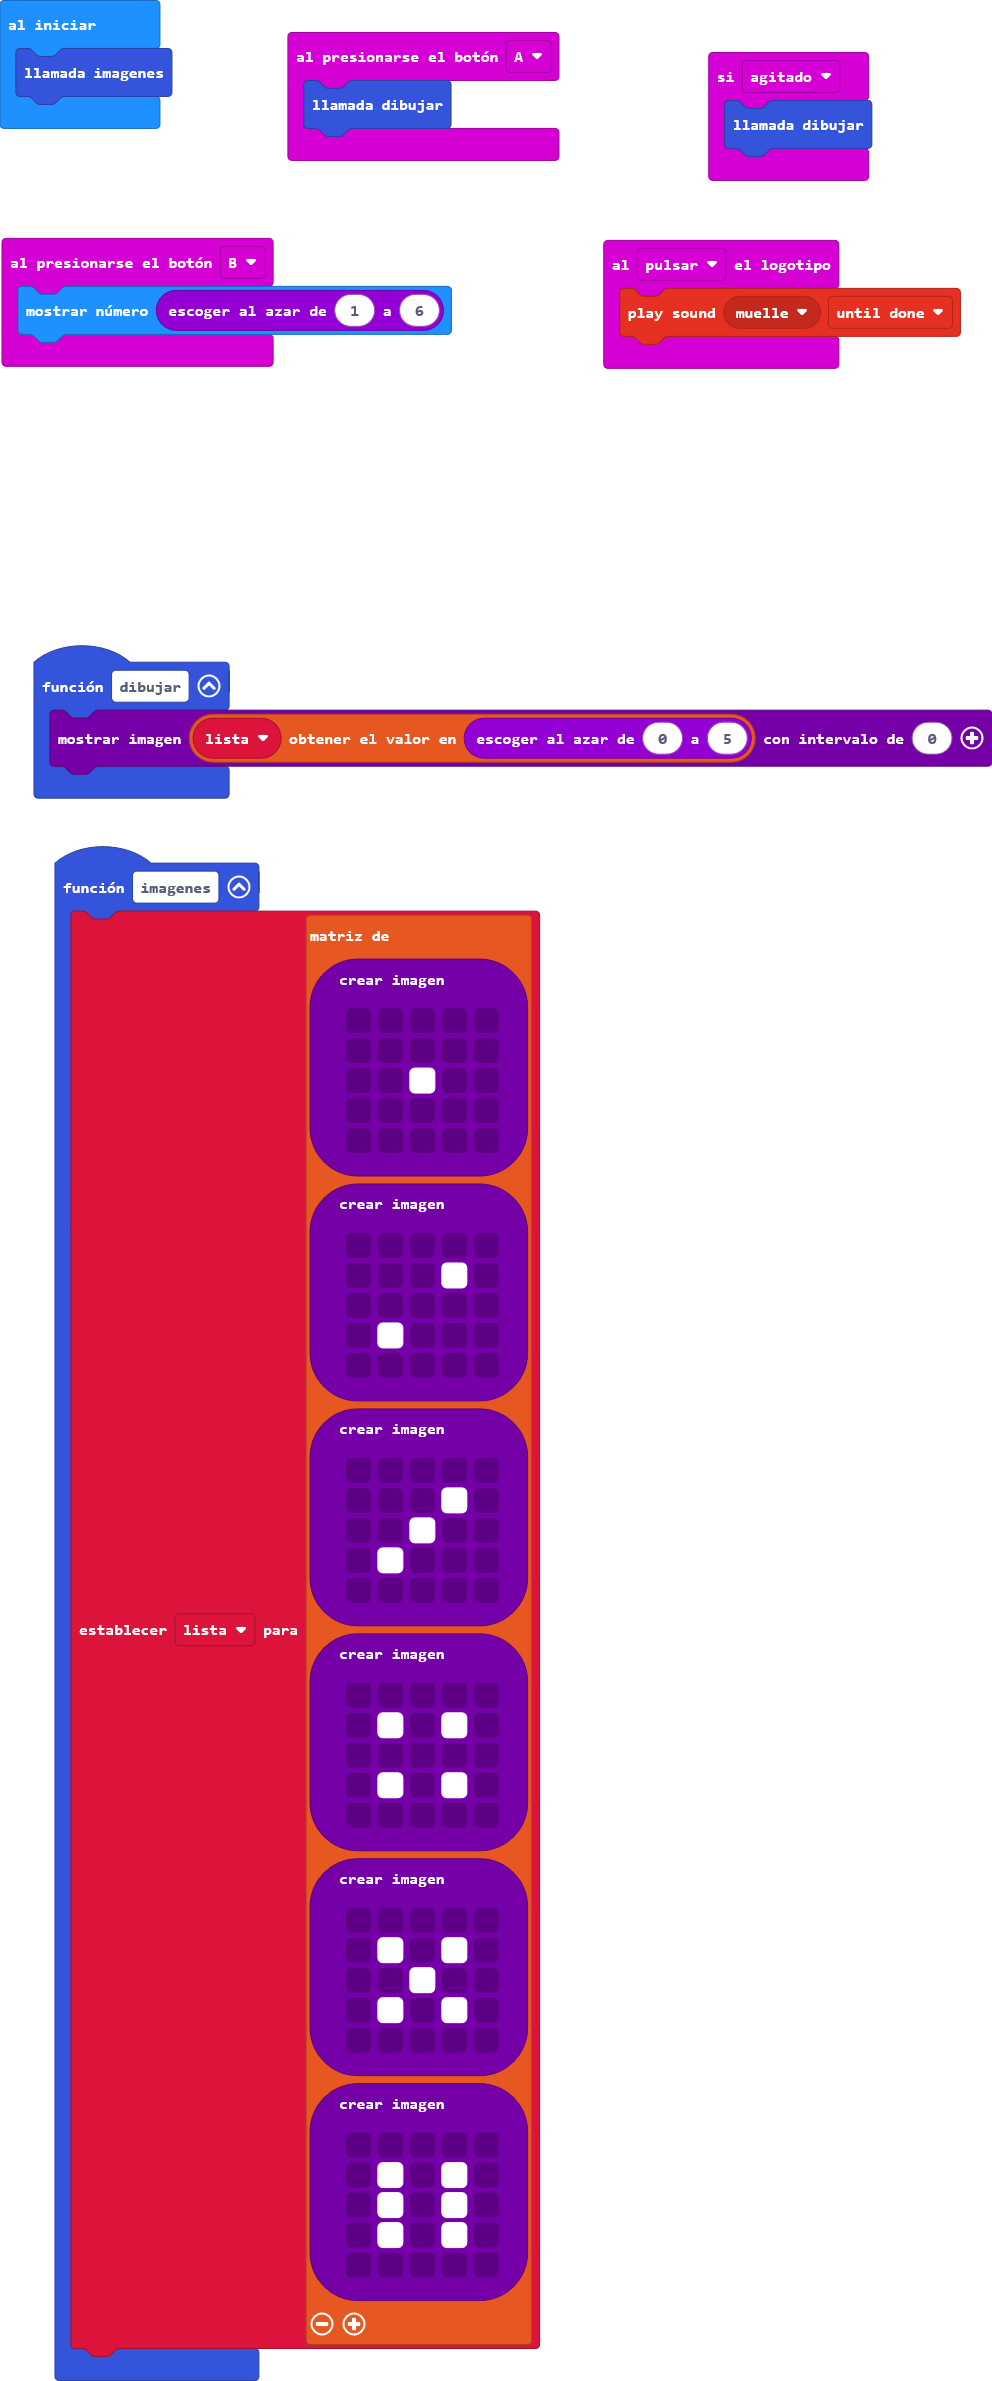 al iniciar
llamada imagenes
al presionarse el botón A
llamada dibujar
si agitado
llamada dibujar
al presionarse el botón B
mostrar número escoger al azar de 1 a 6
al pulsar el logotipo
play sound muelle until done
función dibujar
mostrar imagen lista obtener el valor en escoger al azar de 0 a 5 con intervalo de 0
función imagenes
establecer lista para
matriz de
crear imagen
crear imagen
crear imagen
crear imagen
crear imagen
crear imagen